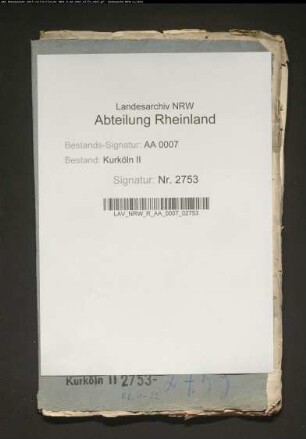 Landesarchiv NRW
Abteilung Rheinland
Bestands-Signatur: AA 0007
Bestand: Kurköln II
Signatur: Nr. 2753
LAV_NRW_R_AA_0007_02753
Kurköln II 2753-